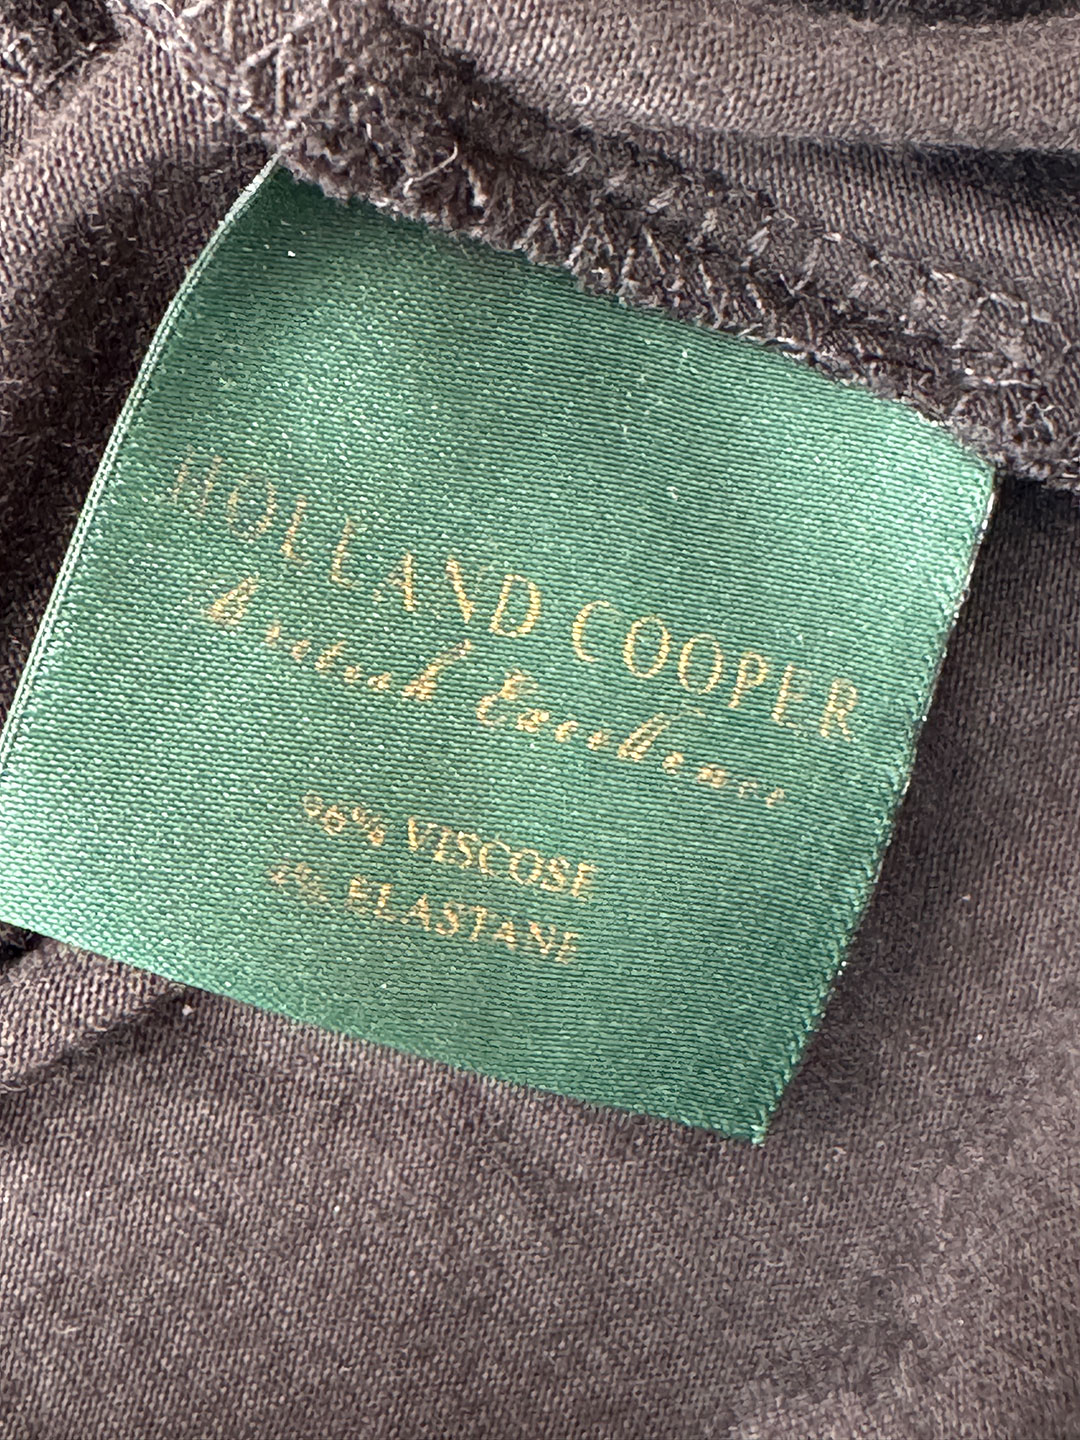 HOLLAND COOPER
British Excellence
96% VISCOSE
4% ELASTANE